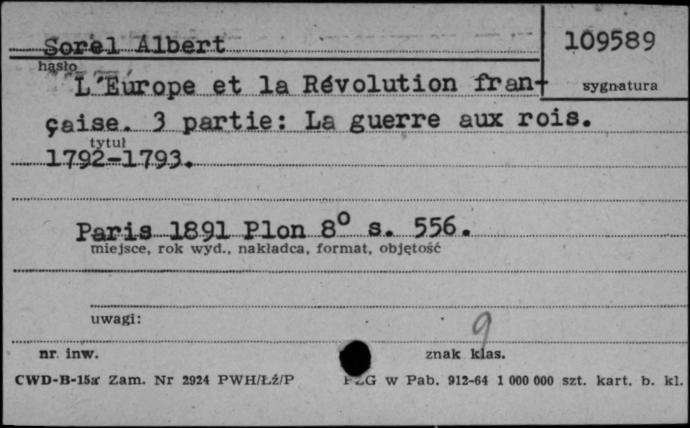 Sorel Albert
109589
hasło
sygnatura
L'Europe et la Révolution fran-
çaise. 3 partie: La guerre aux rois.
tytuł
1792-1793.
Paris 1891 Plon 8° s. 556.
miejsce, rok wyd., nakładca, format, objętość
uwagi:
9
nr. inw.
znak klas.
CWD-B-15a Zam. Nr 2924 PWH/Łź/P
w Pab. 912-64 1 000 000 szt. kart. b. kl.